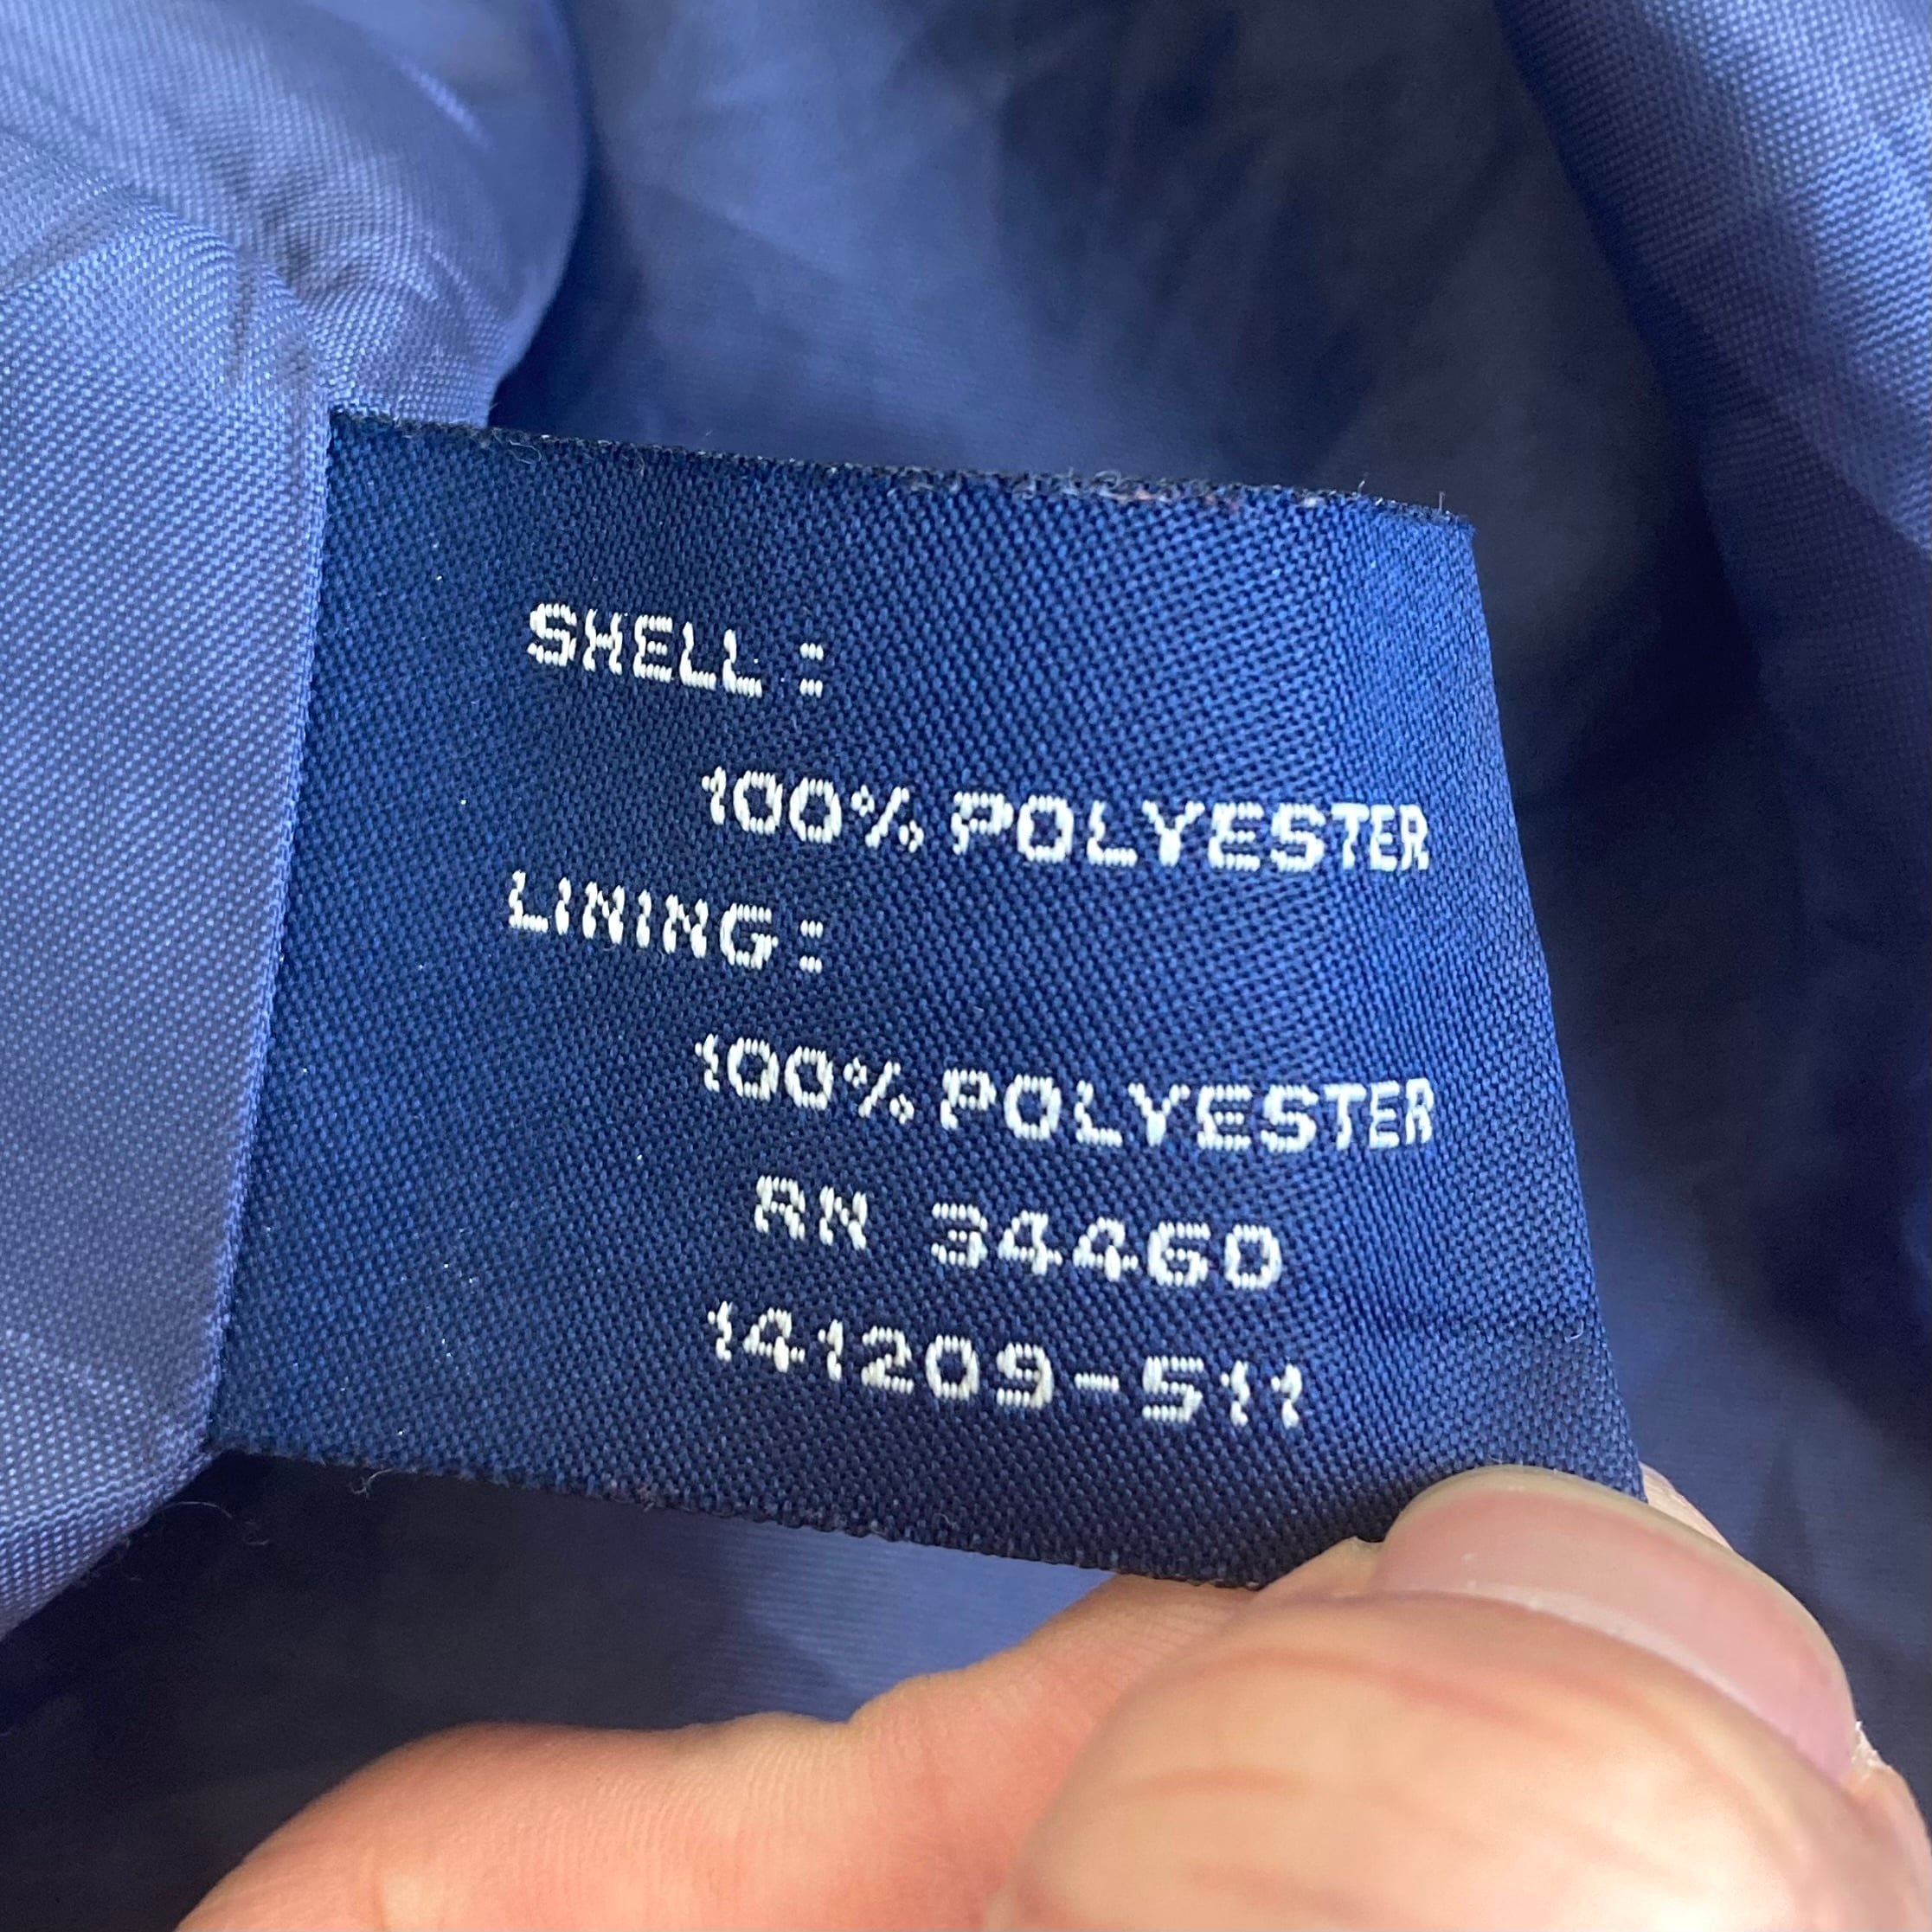 SHELL :
100% POLYESTER
LINING :
100% POLYESTER
RN 34460
141209-511